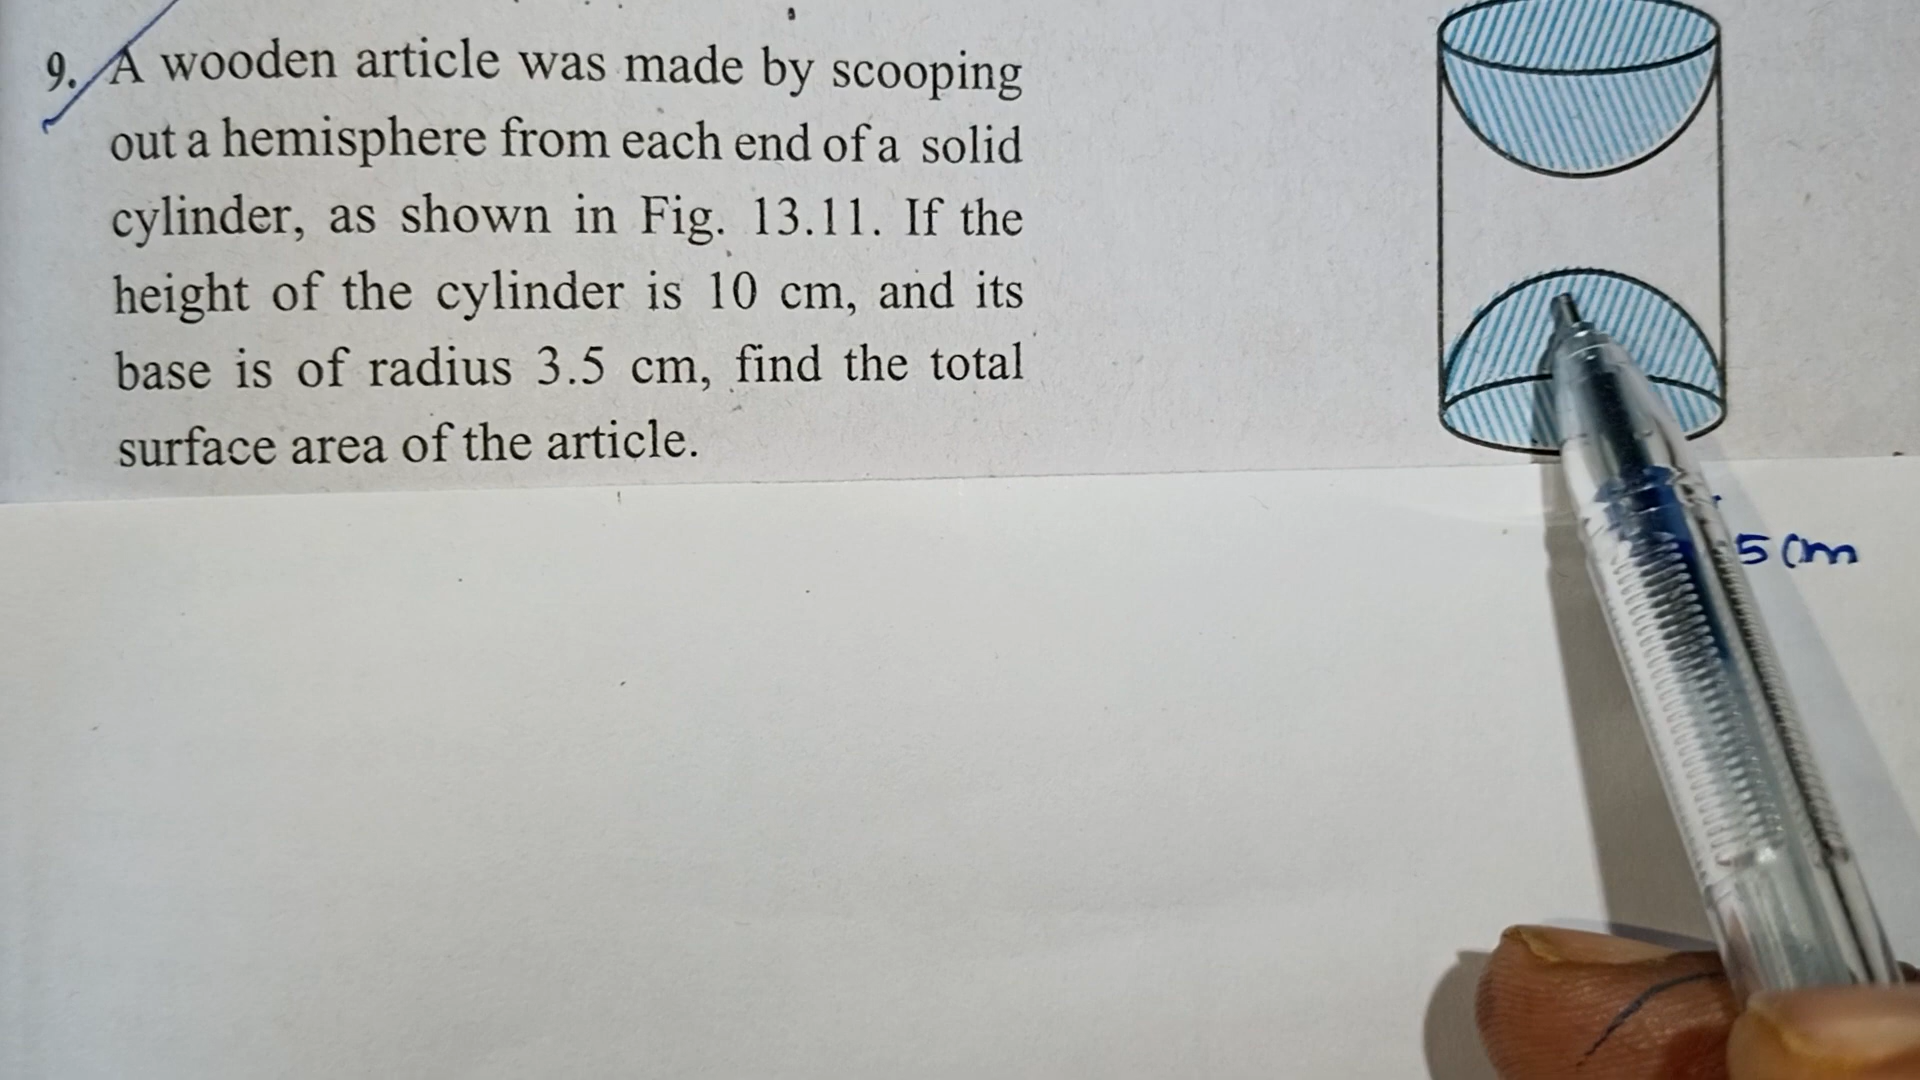 9. A wooden article was made by scooping
out a hemisphere from each end of a solid
cylinder, as shown in Fig. 13.11. If the
height of the cylinder is 10 cm, and its
base is of radius 3.5 cm, find the total
surface area of the article.
5 cm